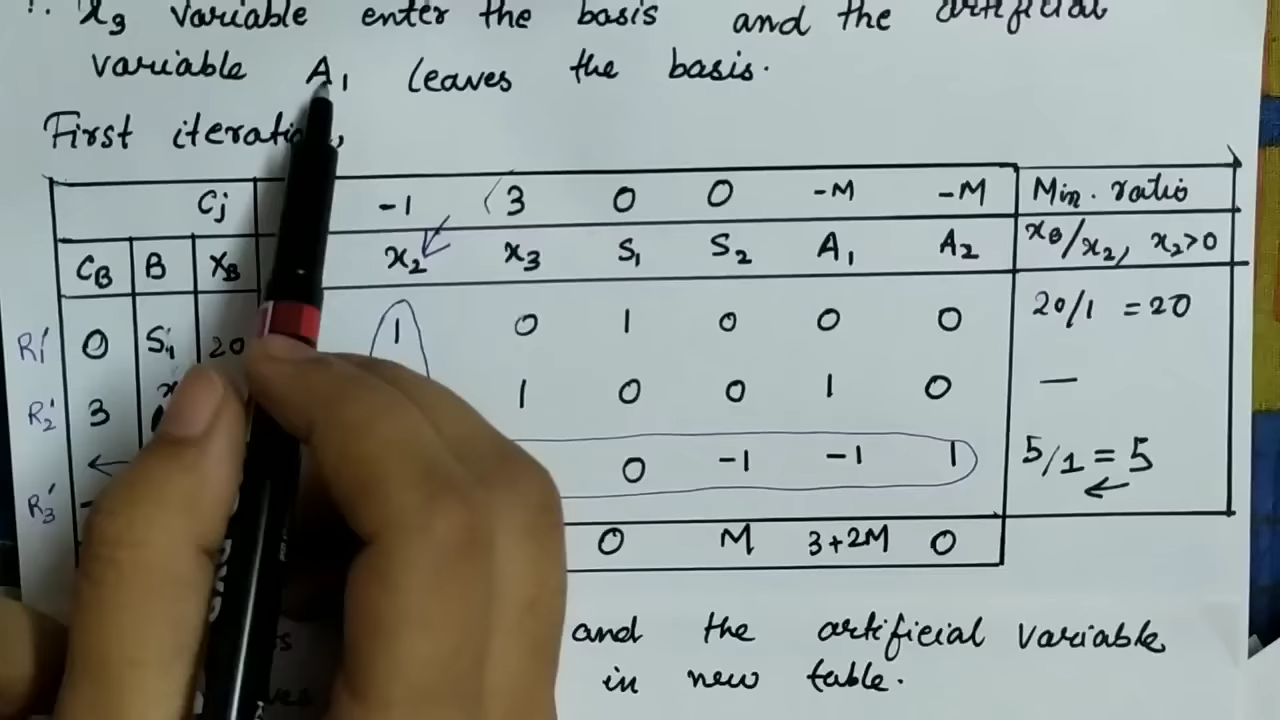 ∴ x3 variable enter the basis and the artificial
variable A1 leaves the basis.
First iteration,
Cj -1 3 0 0 -M -M Min. ratio
CB B XB x2 x3 S1 S2 A1 A2 xB/x2, x2>0
R1' 0 S1 20 1 0 1 0 0 0 20/1 = 20
R2' 3 1 0 0 1 0 —
R3' 0 -1 -1 1 5/1 = 5
0 M 3+2M 0
and the artificial variable
in new table.